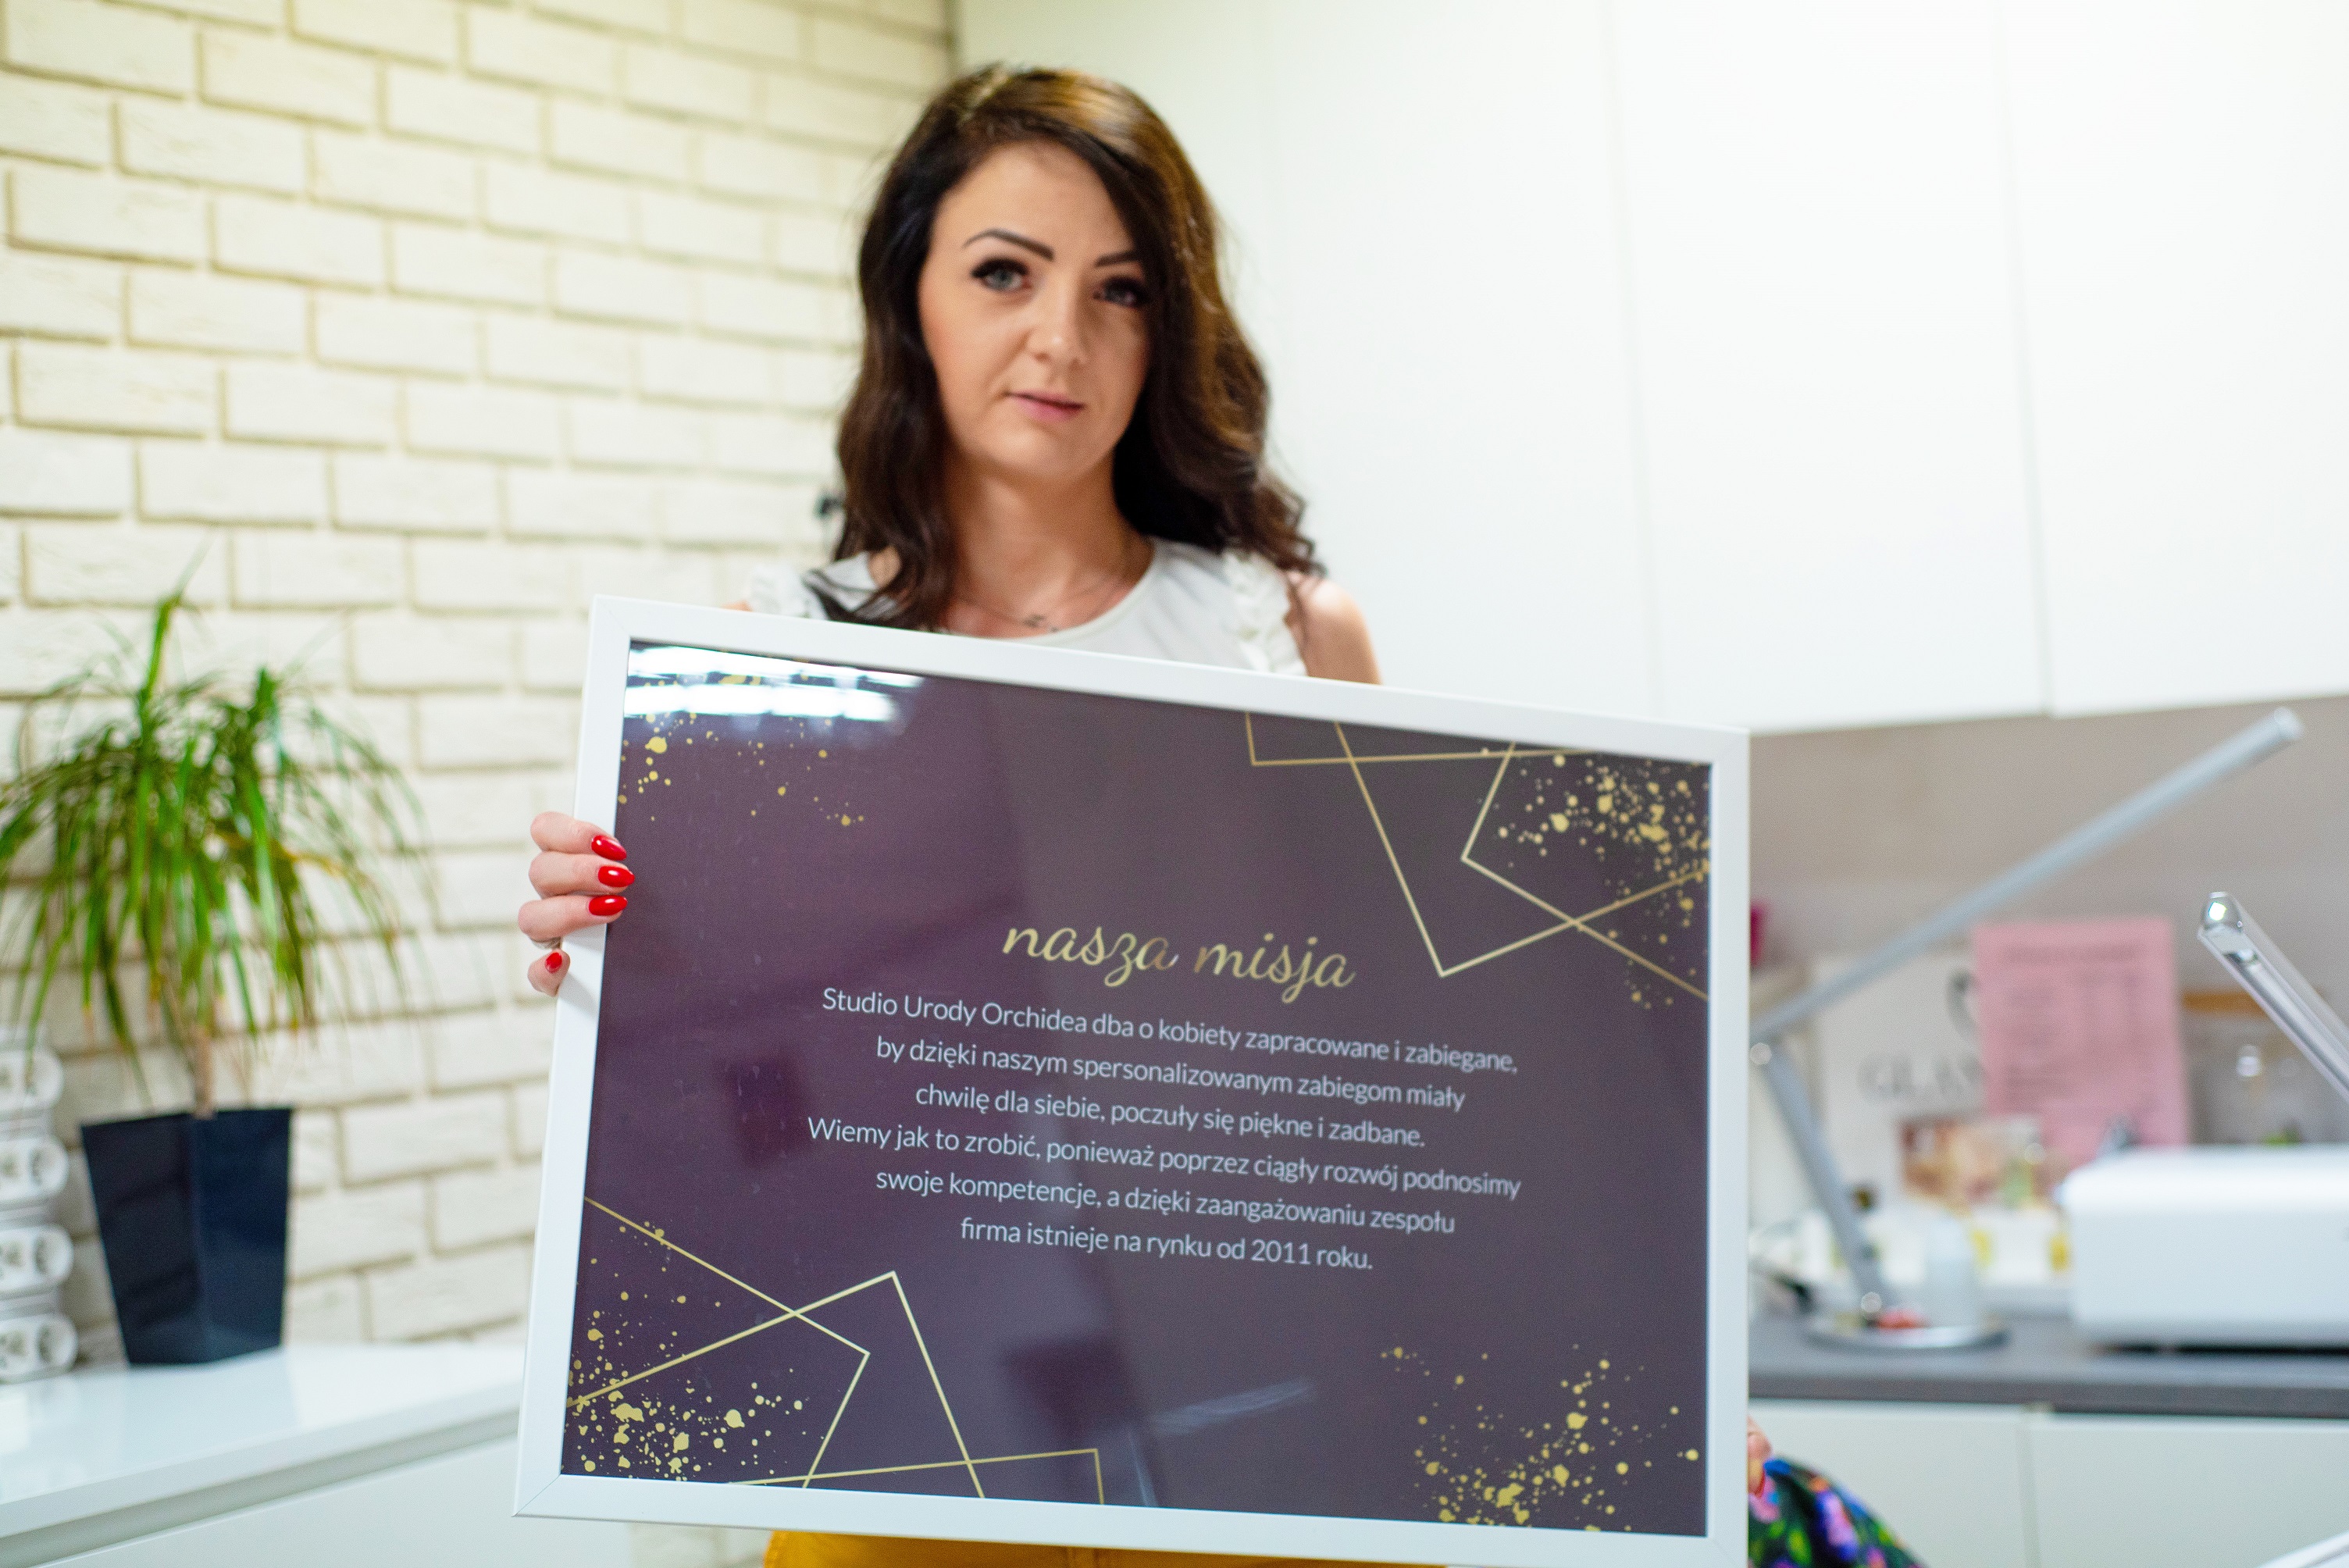 nasza misja
Studio Urody Orchidea dba o kobiety zapracowane i zabiegane,
by dzięki naszym spersonalizowanym zabiegom miały
chwilę dla siebie, poczuły się piękne i zadbane.
Wiemy jak to zrobić, ponieważ poprzez ciągły rozwój podnosimy
swoje kompetencje, a dzięki zaangażowaniu zespołu
firma istnieje na rynku od 2011 roku.